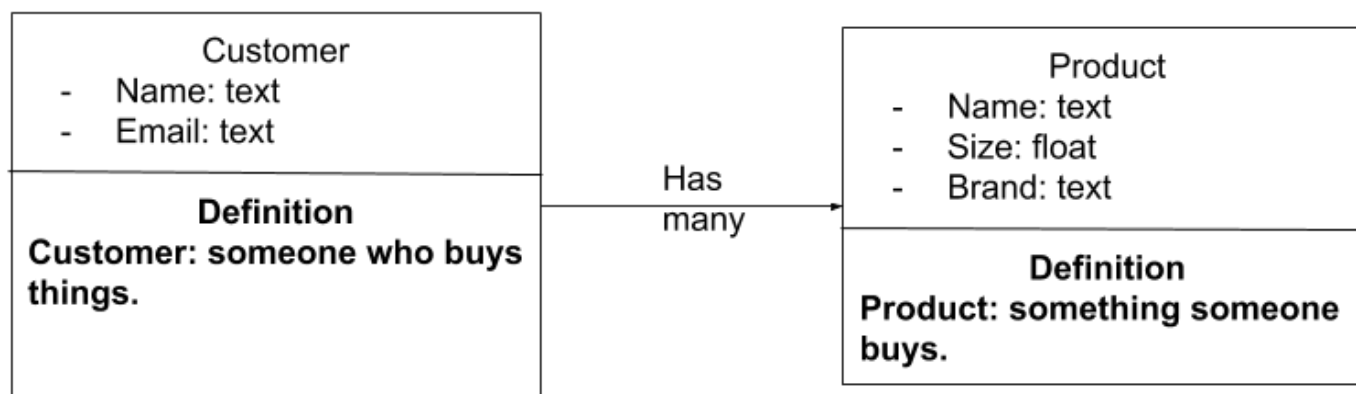 Customer
- Name: text
- Email: text
Definition
Customer: someone who buys
things.
Has
many
Product
- Name: text
- Size: float
- Brand: text
Definition
Product: something someone
buys.